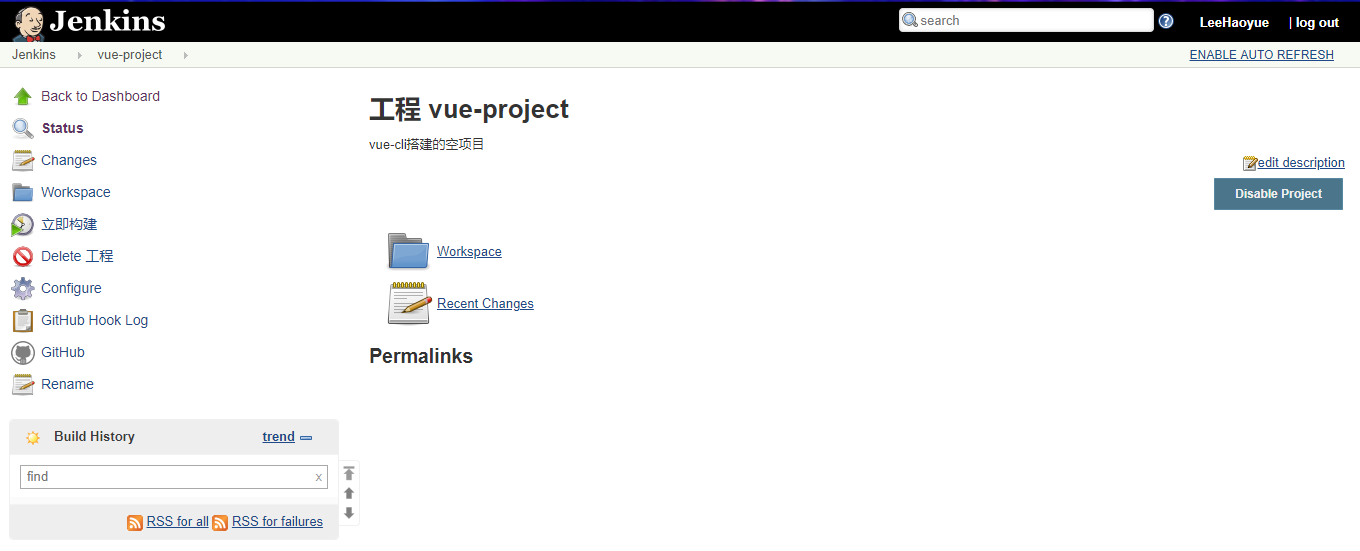 Jenkins
search
LeeHaoyue
| log out
Jenkins
vue-project
ENABLE AUTO REFRESH
Back to Dashboard
Status
Changes
Workspace
立即构建
Delete 工程
Configure
GitHub Hook Log
GitHub
Rename
Build History
trend
find
x
RSS for all
RSS for failures
工程 vue-project
vue-cli搭建的空项目
edit description
Disable Project
Workspace
Recent Changes
Permalinks